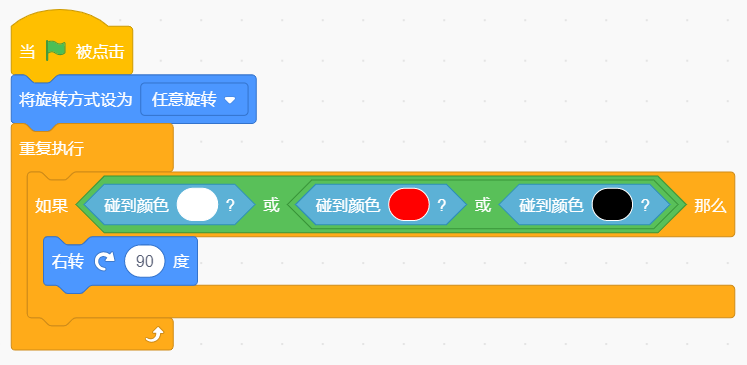 当 被点击
将旋转方式设为 任意旋转
重复执行
如果 碰到颜色 ? 或 碰到颜色 ? 或 碰到颜色 ? 那么
右转 90 度